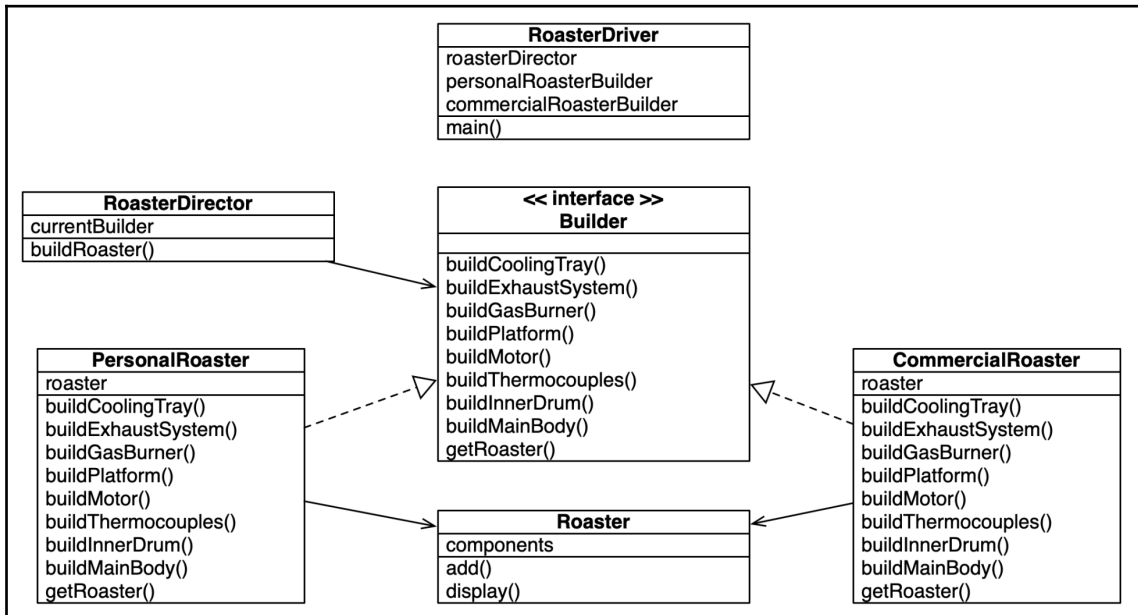 RoasterDriver
roasterDirector
personalRoasterBuilder
commercialRoasterBuilder
main()
RoasterDirector
currentBuilder
buildRoaster()
<< interface >>
Builder
buildCoolingTray()
buildExhaustSystem()
buildGasBurner()
buildPlatform()
buildMotor()
buildThermocouples()
buildInnerDrum()
buildMainBody()
getRoaster()
PersonalRoaster
roaster
buildCoolingTray()
buildExhaustSystem()
buildGasBurner()
buildPlatform()
buildMotor()
buildThermocouples()
buildInnerDrum()
buildMainBody()
getRoaster()
CommercialRoaster
roaster
buildCoolingTray()
buildExhaustSystem()
buildGasBurner()
buildPlatform()
buildMotor()
buildThermocouples()
buildInnerDrum()
buildMainBody()
getRoaster()
Roaster
components
add()
display()